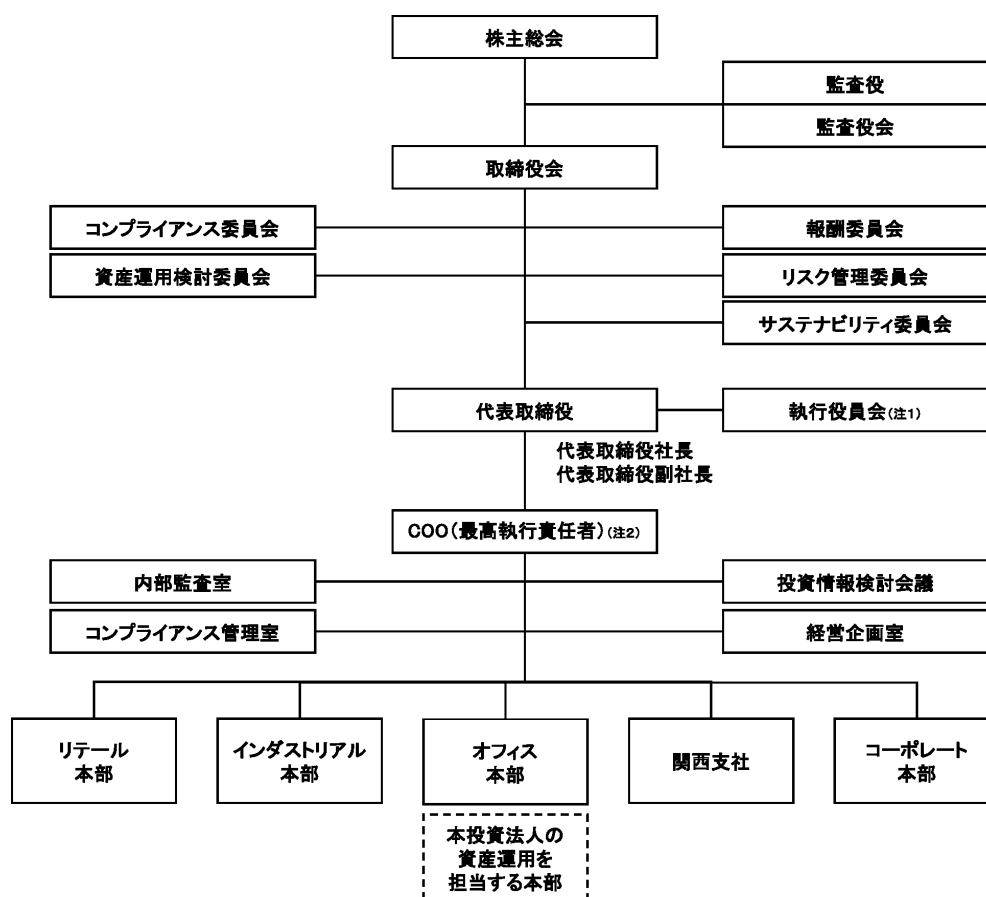 株主総会
監査役
監査役会
取締役会
コンプライアンス委員会
報酬委員会
資産運用検討委員会
リスク管理委員会
サステナビリティ委員会
代表取締役
執行役員会(注1)
代表取締役社長
代表取締役副社長
COO(最高執行責任者)(注2)
内部監査室
投資情報検討会議
コンプライアンス管理室
経営企画室
リテール
本部
インダストリアル
本部
オフィス
本部
関西支社
コーポレート
本部
本投資法人の
資産運用を
担当する本部